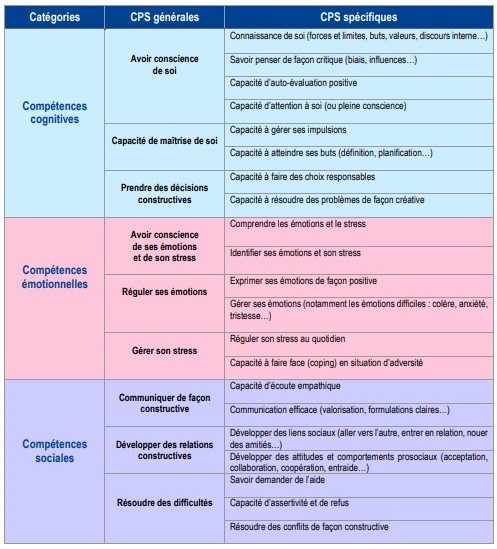 Catégories
CPS générales
CPS spécifiques
Compétences
cognitives
Avoir conscience
de soi
Connaissance de soi (forces et limites, buts, valeurs, discours interne…)
Savoir penser de façon critique (biais, influences…)
Capacité d'auto-évaluation positive
Capacité d'attention à soi (ou pleine conscience)
Capacité de maîtrise de soi
Capacité à gérer ses impulsions
Capacité à atteindre ses buts (définition, planification…)
Prendre des décisions
constructives
Capacité à faire des choix responsables
Capacité à résoudre des problèmes de façon créative
Compétences
émotionnelles
Avoir conscience
de ses émotions
et de son stress
Comprendre les émotions et le stress
Identifier ses émotions et son stress
Réguler ses émotions
Exprimer ses émotions de façon positive
Gérer ses émotions (notamment les émotions difficiles : colère, anxiété,
tristesse…)
Gérer son stress
Réguler son stress au quotidien
Capacité à faire face (coping) en situation d'adversité
Compétences
sociales
Communiquer de façon
constructive
Capacité d'écoute empathique
Communication efficace (valorisation, formulations claires…)
Développer des relations
constructives
Développer des liens sociaux (aller vers l'autre, entrer en relation, nouer
des amitiés…)
Développer des attitudes et comportements prosociaux (acceptation,
collaboration, coopération, entraide…)
Résoudre des difficultés
Savoir demander de l'aide
Capacité d'assertivité et de refus
Résoudre des conflits de façon constructive